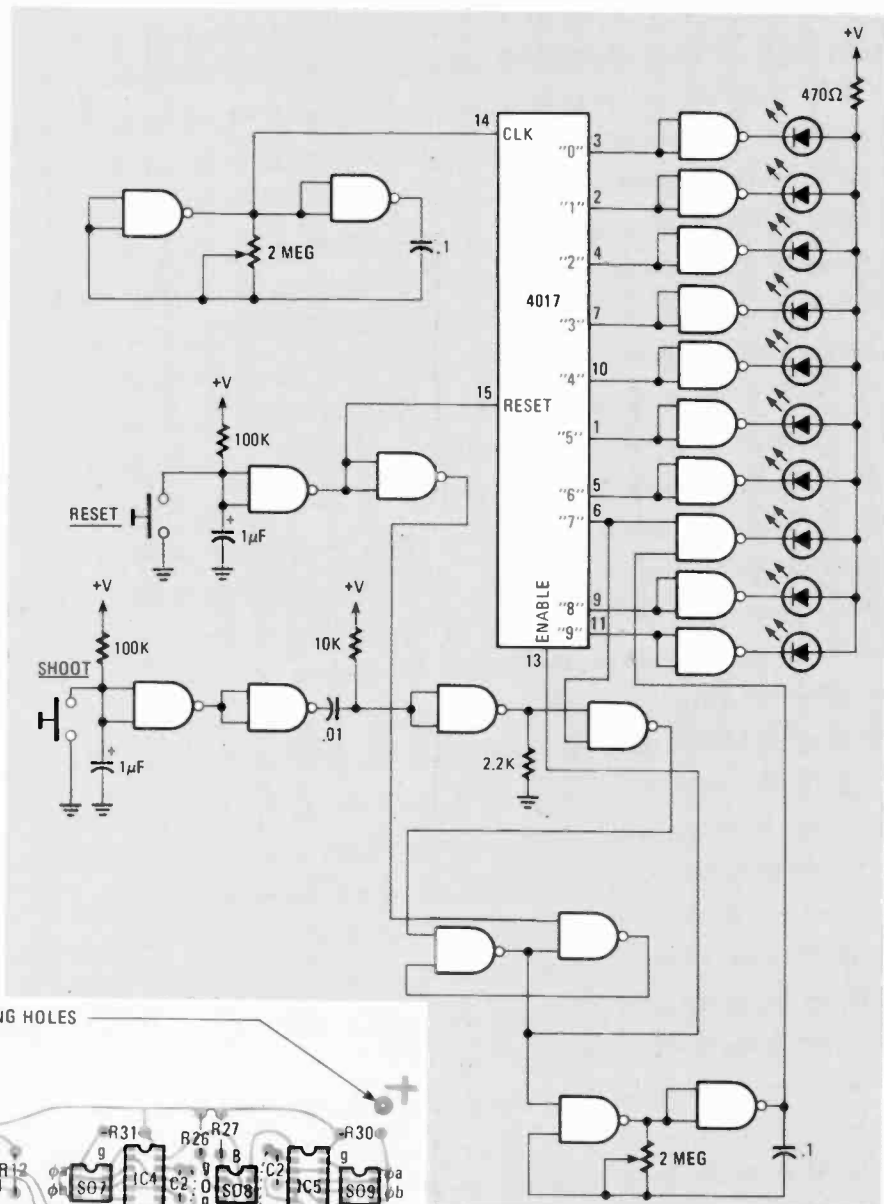 +V
470Ω
14 CLK
"0" 3
"1" 2
"2" 4
2 MEG
.1
4017
"3" 7
"4" 10
+V
15 RESET
"5" 1
100K
"6" 5
"7" 6
RESET
1μF
+V
+V
"8" 9
ENABLE
"9" 11
100K
10K
13
SHOOT
.01
1μF
2.2K
NG HOLES
+
-R31
R26
R27
-R30
g
B
g
R12
SO7
IC4
C2
SO8
C2
IC5
SO9
φa
φb
2 MEG
.1